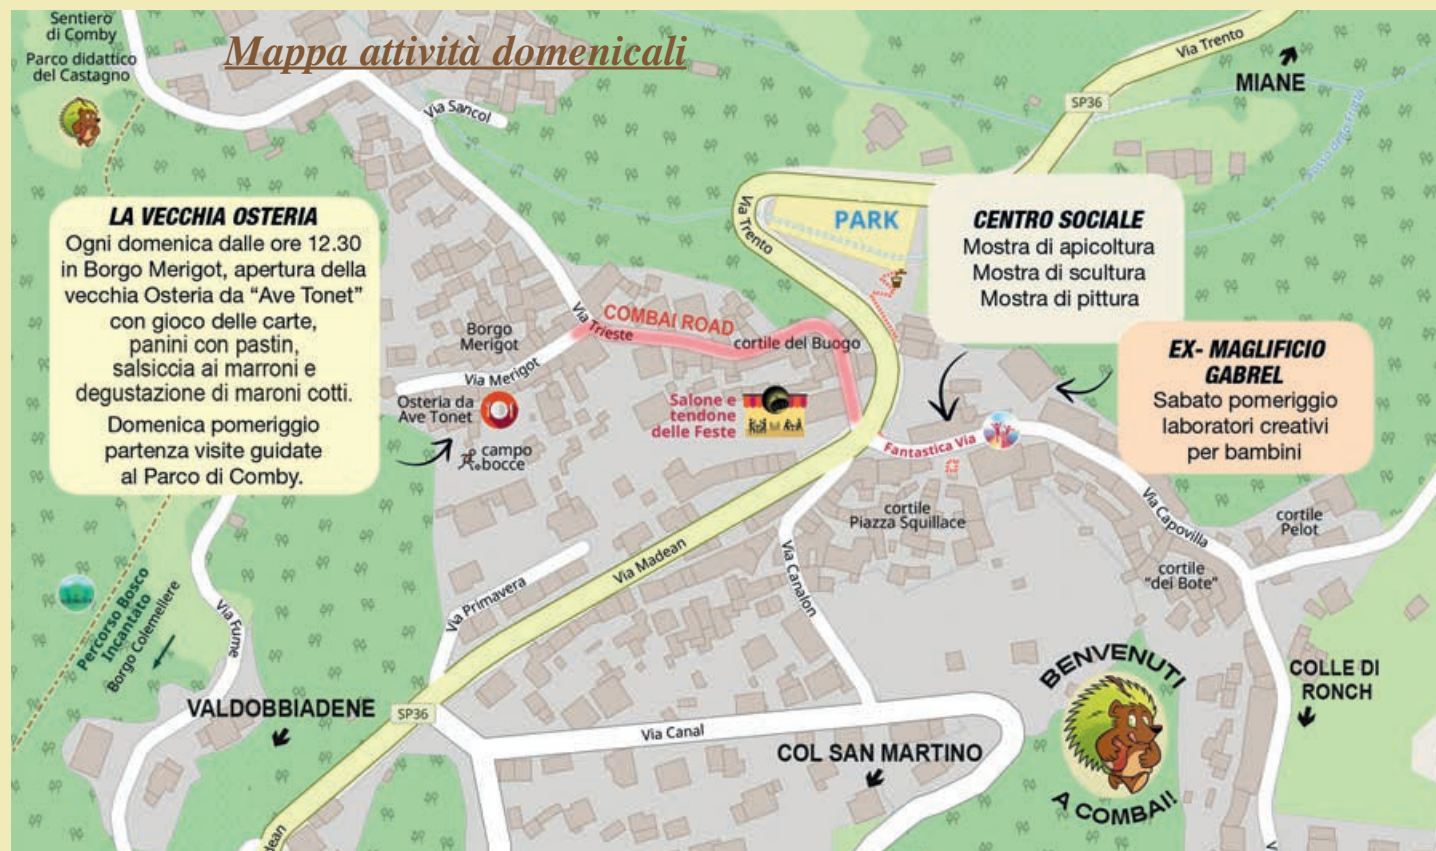 Mappa attività domenicali
Sentiero
di Comby
Parco didattico
del Castagno
Via Sancol
Via Trento
MIANE
SP36
LA VECCHIA OSTERIA
Ogni domenica dalle ore 12.30
in Borgo Merigot, apertura della
vecchia Osteria da “Ave Tonet”
con gioco delle carte,
panini con pastin,
salsiccia ai marroni e
degustazione di maroni cotti.
Domenica pomeriggio
partenza visite guidate
al Parco di Comby.
Via Trento
PARK
CENTRO SOCIALE
Mostra di apicoltura
Mostra di scultura
Mostra di pittura
Via Trieste
COMBAI ROAD
Borgo
Merigot
cortile del Buogo
Via Merigot
EX- MAGLIFICIO
GABREL
Sabato pomeriggio
laboratori creativi
per bambini
Osteria da
Ave Tonet
campo
bocce
Salone e
tendone
delle Feste
Fantastica Via
cortile
Piazza Squillace
Via Capovilla
cortile
Pelot
cortile
"dei Bote"
Via Madean
Via Canalon
Via Primavera
Via Fume
Percorso Bosco
Incantato
Borgo Colemellere
VALDOBBIADENE
SP36
Via Canal
COL SAN MARTINO
BENVENUTI
A COMBAI!
COLLE DI
RONCH
dean
V